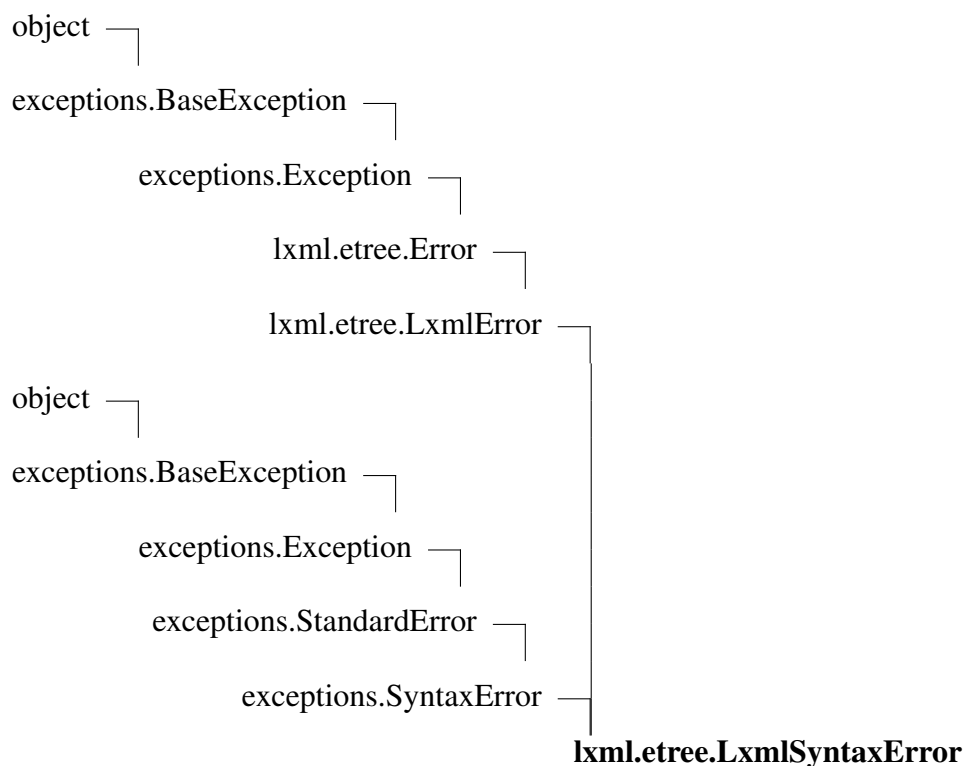 object
exceptions.BaseException
exceptions.Exception
lxml.etree.Error
lxml.etree.LxmlError
object
exceptions.BaseException
exceptions.Exception
exceptions.StandardError
exceptions.SyntaxError
lxml.etree.LxmlSyntaxError